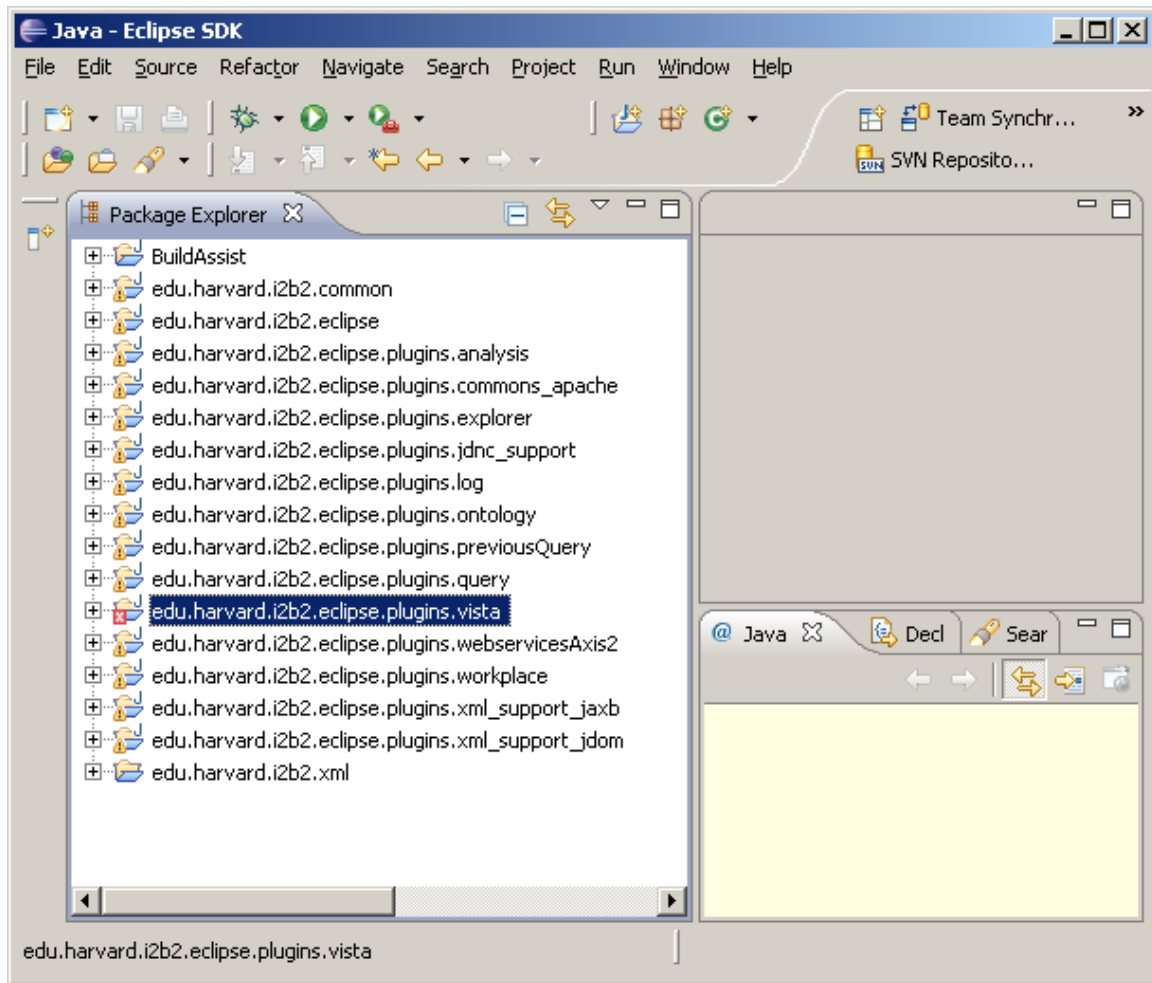 Java - Eclipse SDK
File Edit Source Refactor Navigate Search Project Run Window Help
Team Synchr... »
SVN SVN Reposito...
Package Explorer
BuildAssist
edu.harvard.i2b2.common
edu.harvard.i2b2.eclipse
edu.harvard.i2b2.eclipse.plugins.analysis
edu.harvard.i2b2.eclipse.plugins.commons_apache
edu.harvard.i2b2.eclipse.plugins.explorer
edu.harvard.i2b2.eclipse.plugins.jdnc_support
edu.harvard.i2b2.eclipse.plugins.log
edu.harvard.i2b2.eclipse.plugins.ontology
edu.harvard.i2b2.eclipse.plugins.previousQuery
edu.harvard.i2b2.eclipse.plugins.query
edu.harvard.i2b2.eclipse.plugins.vista
edu.harvard.i2b2.eclipse.plugins.webservicesAxis2
edu.harvard.i2b2.eclipse.plugins.workplace
edu.harvard.i2b2.eclipse.plugins.xml_support_jaxb
edu.harvard.i2b2.eclipse.plugins.xml_support_jdom
edu.harvard.i2b2.xml
@ Java Decl Sear
edu.harvard.i2b2.eclipse.plugins.vista